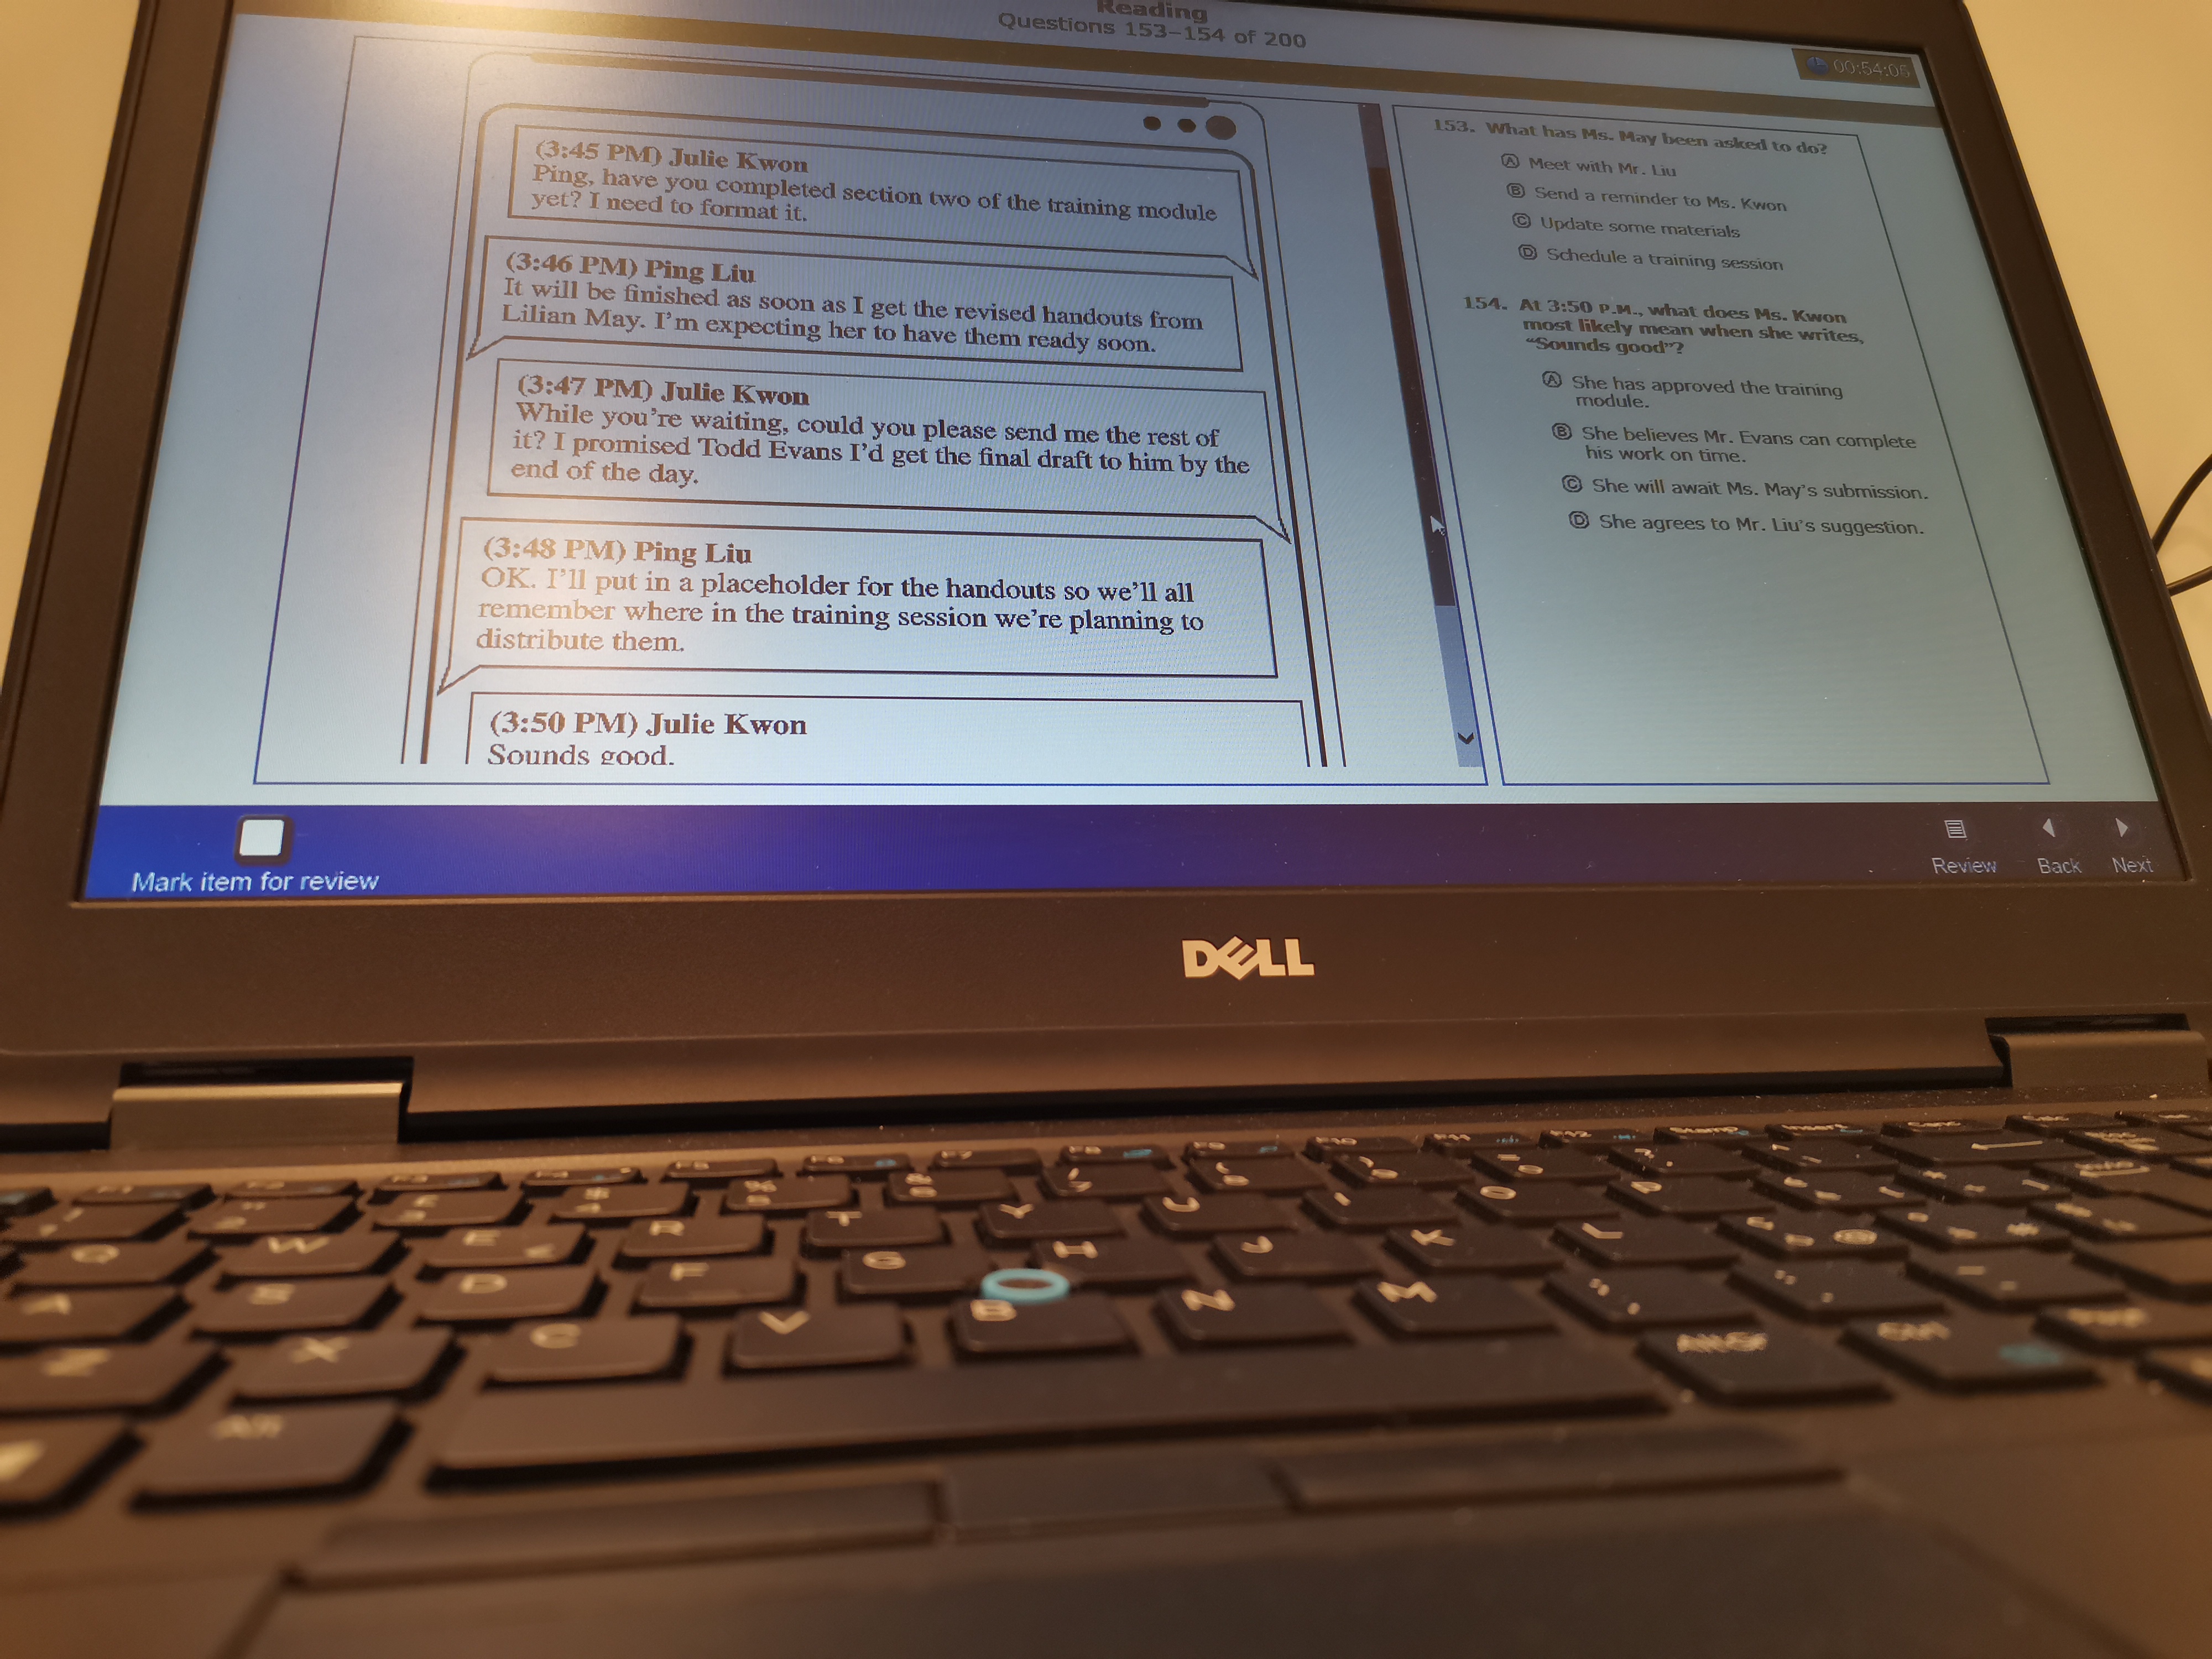 Reading
Questions 153–154 of 200
00:54:05
(3:45 PM) Julie Kwon
Ping, have you completed section two of the training module
yet? I need to format it.
(3:46 PM) Ping Liu
It will be finished as soon as I get the revised handouts from
Lilian May. I'm expecting her to have them ready soon.
(3:47 PM) Julie Kwon
While you're waiting, could you please send me the rest of
it? I promised Todd Evans I'd get the final draft to him by the
end of the day.
(3:48 PM) Ping Liu
OK. I'll put in a placeholder for the handouts so we'll all
remember where in the training session we're planning to
distribute them.
(3:50 PM) Julie Kwon
Sounds good.
153. What has Ms. May been asked to do?
A Meet with Mr. Liu
B Send a reminder to Ms. Kwon
C Update some materials
D Schedule a training session
154. At 3:50 P.M., what does Ms. Kwon
most likely mean when she writes,
“Sounds good”?
A She has approved the training
module.
B She believes Mr. Evans can complete
his work on time.
C She will await Ms. May's submission.
D She agrees to Mr. Liu's suggestion.
Mark item for review
Review Back Next
DELL
Q W E R T Y U I O P
A S D F G H J K L
Z X C V B N M
Alt Alt Gr